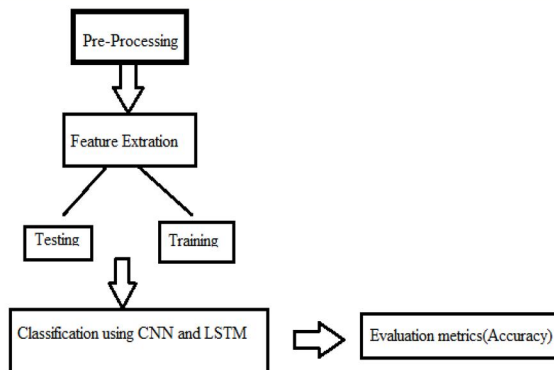 Pre-Processing
Feature Extration
Testing
Training
Classification using CNN and LSTM
Evaluation metrics(Accuracy)